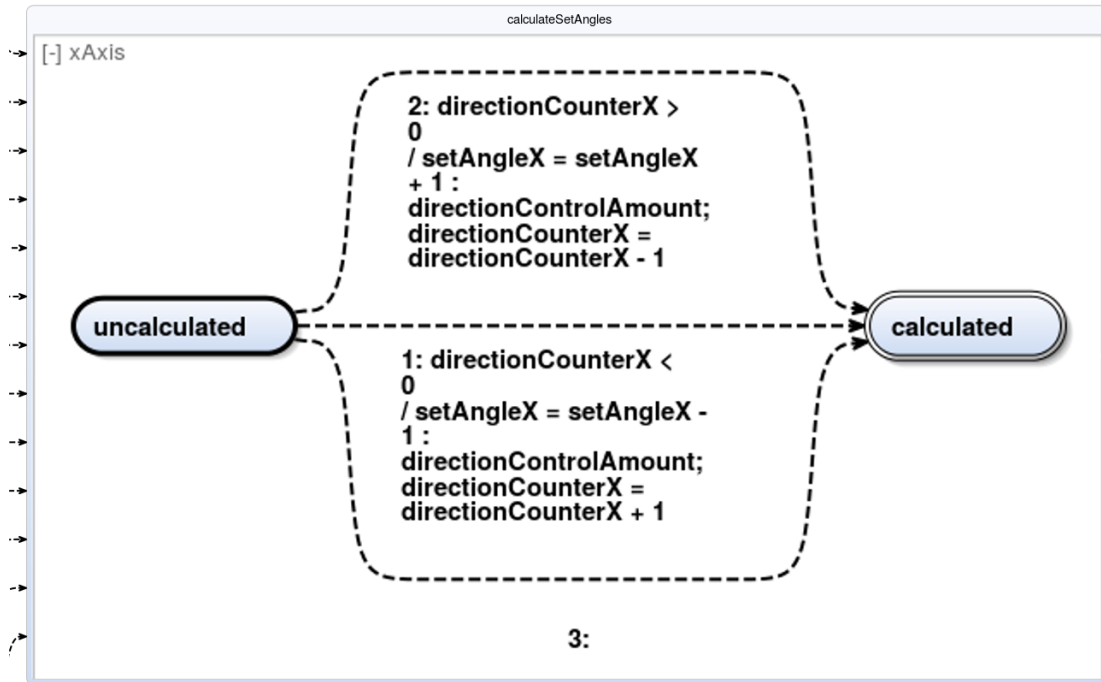 calculateSetAngles
[-] xAxis
2: directionCounterX >
0
/ setAngleX = setAngleX
+ 1 :
directionControlAmount;
directionCounterX =
directionCounterX - 1
uncalculated
calculated
1: directionCounterX <
0
/ setAngleX = setAngleX -
1 :
directionControlAmount;
directionCounterX =
directionCounterX + 1
3: